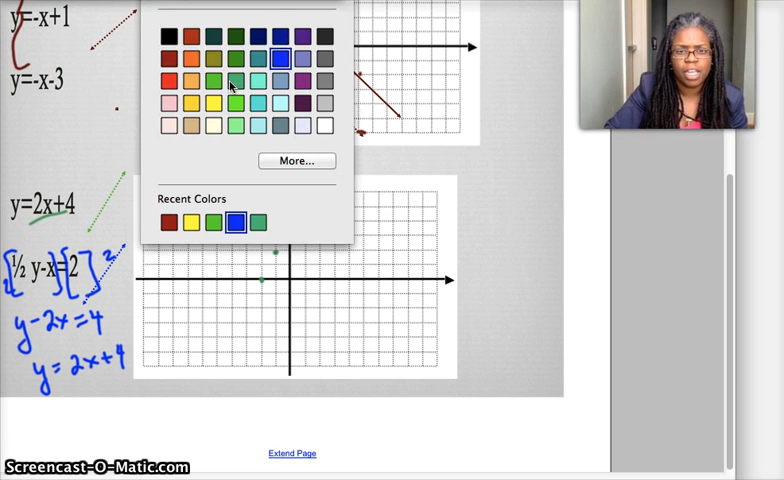 y=-x+1
y=-x-3
More...
Recent Colors
y=2x+4
2[½ y-x=2]2
y-2x=4
y=2x+4
Extend Page
Screencast-O-Matic.com